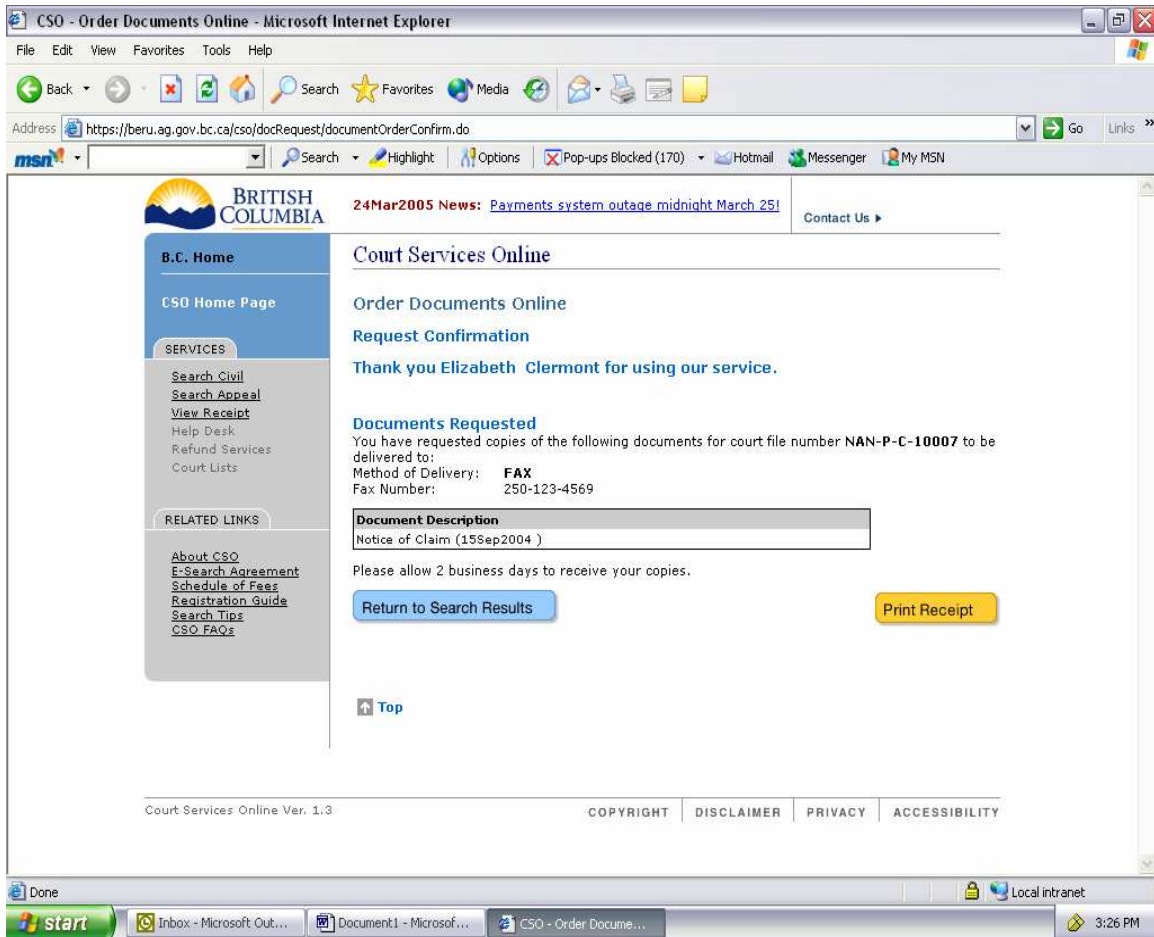 CSO - Order Documents Online - Microsoft Internet Explorer
File Edit View Favorites Tools Help
Back Search Favorites Media
Address https://beru.ag.gov.bc.ca/cso/docRequest/documentOrderConfirm.do Go Links »
msn Search Highlight Options Pop-ups Blocked (170) Hotmail Messenger My MSN
BRITISH
COLUMBIA
24Mar2005 News: Payments system outage midnight March 25!
Contact Us
B.C. Home
CSO Home Page
SERVICES
Search Civil
Search Appeal
View Receipt
Help Desk
Refund Services
Court Lists
RELATED LINKS
About CSO
E-Search Agreement
Schedule of Fees
Registration Guide
Search Tips
CSO FAQs
Court Services Online
Order Documents Online
Request Confirmation
Thank you Elizabeth Clermont for using our service.
Documents Requested
You have requested copies of the following documents for court file number NAN-P-C-10007 to be
delivered to:
Method of Delivery: FAX
Fax Number: 250-123-4569
Document Description
Notice of Claim (15Sep2004 )
Please allow 2 business days to receive your copies.
Return to Search Results Print Receipt
Top
Court Services Online Ver. 1.3 COPYRIGHT DISCLAIMER PRIVACY ACCESSIBILITY
Done Local intranet
start Inbox - Microsoft Out... Document1 - Microsof... CSO - Order Docume... 3:26 PM